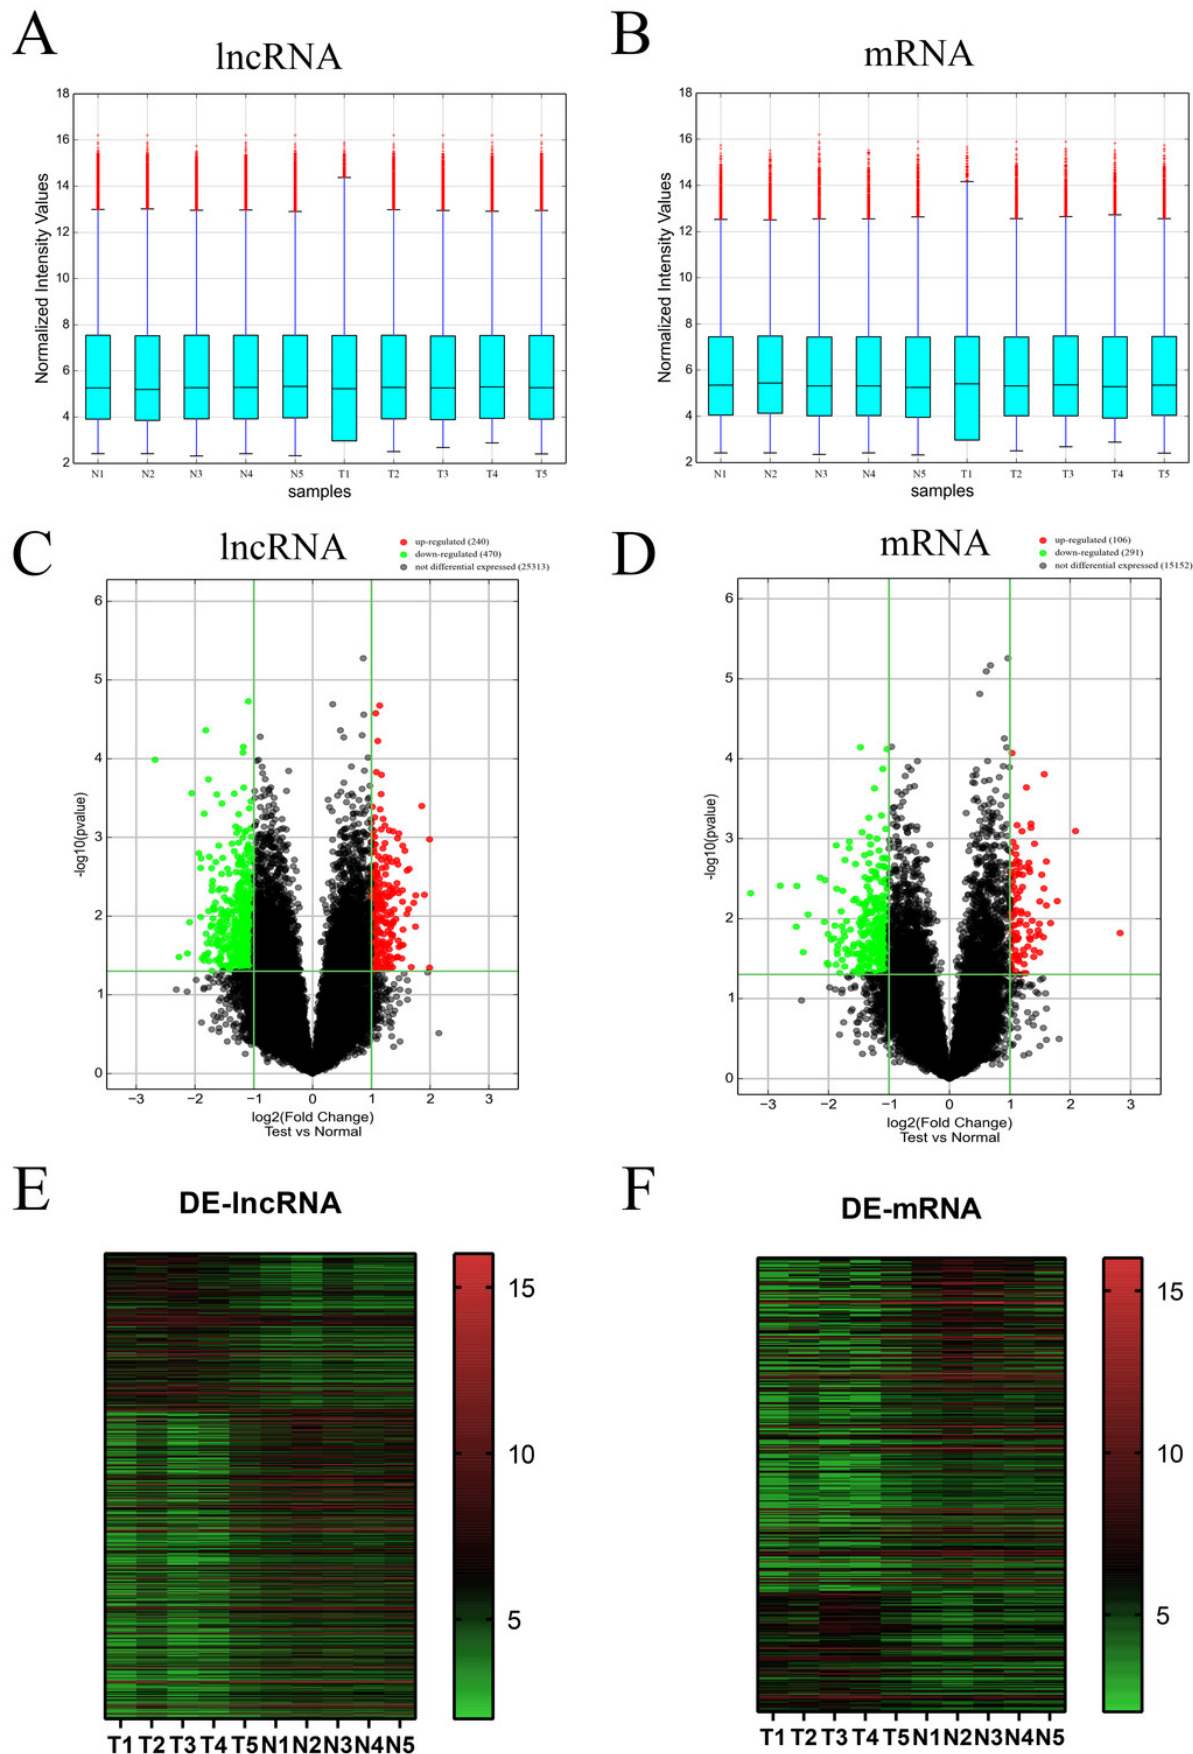 A
lncRNA
18
16
14
12
10
8
6
4
2
Normalized Intensity Values
N1 N2 N3 N4 N5 T1 T2 T3 T4 T5
samples
B
mRNA
18
16
14
12
10
8
6
4
2
Normalized Intensity Values
N1 N2 N3 N4 N5 T1 T2 T3 T4 T5
samples
C
lncRNA
up-regulated (240)
down-regulated (470)
not differential expressed (25313)
6
5
4
3
2
1
0
-log10(pvalue)
−3 −2 −1 0 1 2 3
log2(Fold Change)
Test vs Normal
D
mRNA
up-regulated (106)
down-regulated (291)
not differential expressed (15152)
6
5
4
3
2
1
0
-log10(pvalue)
−3 −2 −1 0 1 2 3
log2(Fold Change)
Test vs Normal
E
DE-lncRNA
15
10
5
T1 T2 T3 T4 T5 N1 N2 N3 N4 N5
F
DE-mRNA
15
10
5
T1 T2 T3 T4 T5 N1 N2 N3 N4 N5